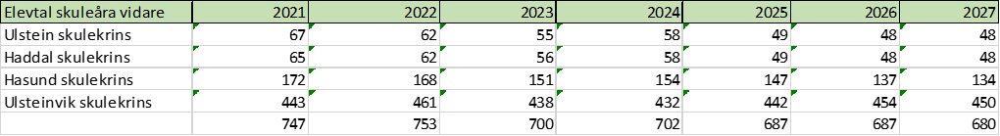 Elevtal skuleåra vidare 2021 2022 2023 2024 2025 2026 2027
Ulstein skulekrins 67 62 55 58 49 48 48
Haddal skulekrins 65 62 56 58 49 48 48
Hasund skulekrins 172 168 151 154 147 137 134
Ulsteinvik skulekrins 443 461 438 432 442 454 450
747 753 700 702 687 687 680